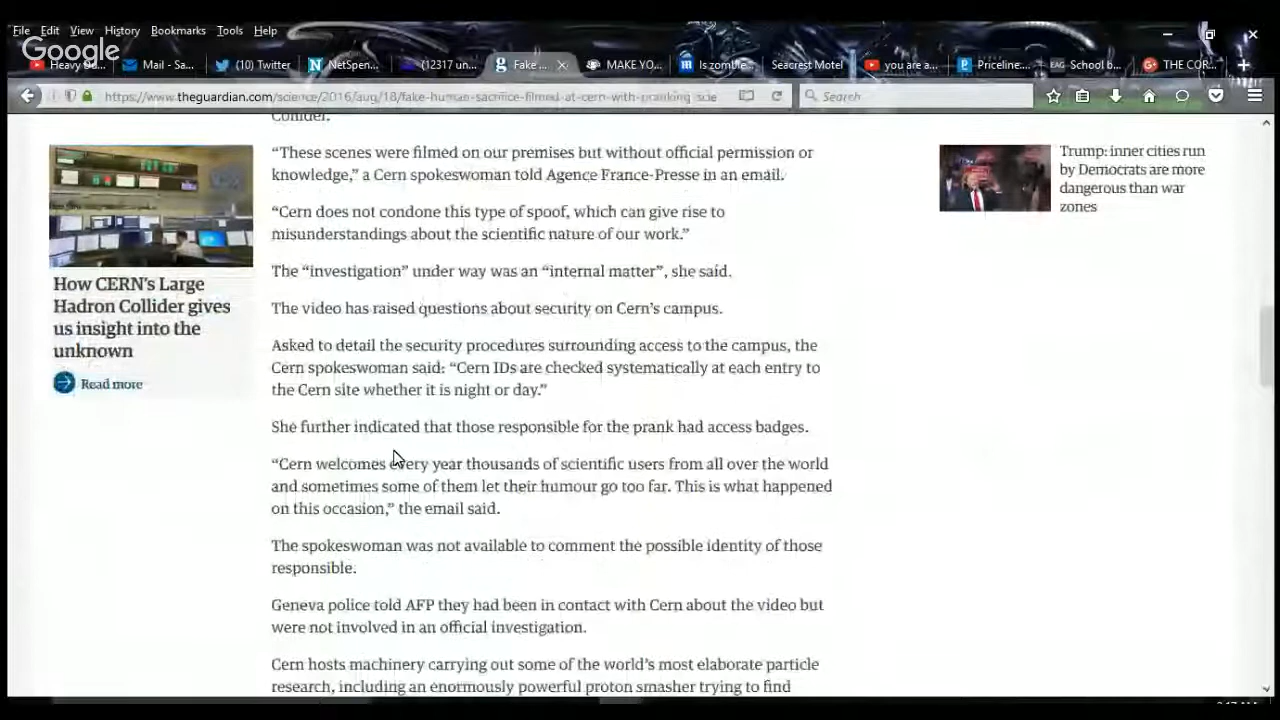 File Edit View History Bookmarks Tools Help
Google
Heavy Du... Mail - Sa... (10) Twitter NetSpen... (12317 un... Fake ... MAKE YO... Is zombie... Seacrest Motel you are a... Priceline.... EAG School b... THE COR...
https://www.theguardian.com/science/2016/aug/18/fake-human-sacrifice-filmed-at-cern-with-pranking_scie
Search
Collider.
“These scenes were filmed on our premises but without official permission or
knowledge,” a Cern spokeswoman told Agence France-Presse in an email.
“Cern does not condone this type of spoof, which can give rise to
misunderstandings about the scientific nature of our work.”
The “investigation” under way was an “internal matter”, she said.
The video has raised questions about security on Cern’s campus.
Asked to detail the security procedures surrounding access to the campus, the
Cern spokeswoman said: “Cern IDs are checked systematically at each entry to
the Cern site whether it is night or day.”
She further indicated that those responsible for the prank had access badges.
“Cern welcomes every year thousands of scientific users from all over the world
and sometimes some of them let their humour go too far. This is what happened
on this occasion,” the email said.
The spokeswoman was not available to comment the possible identity of those
responsible.
Geneva police told AFP they had been in contact with Cern about the video but
were not involved in an official investigation.
Cern hosts machinery carrying out some of the world’s most elaborate particle
research, including an enormously powerful proton smasher trying to find
How CERN’s Large
Hadron Collider gives
us insight into the
unknown
Read more
Trump: inner cities run
by Democrats are more
dangerous than war
zones